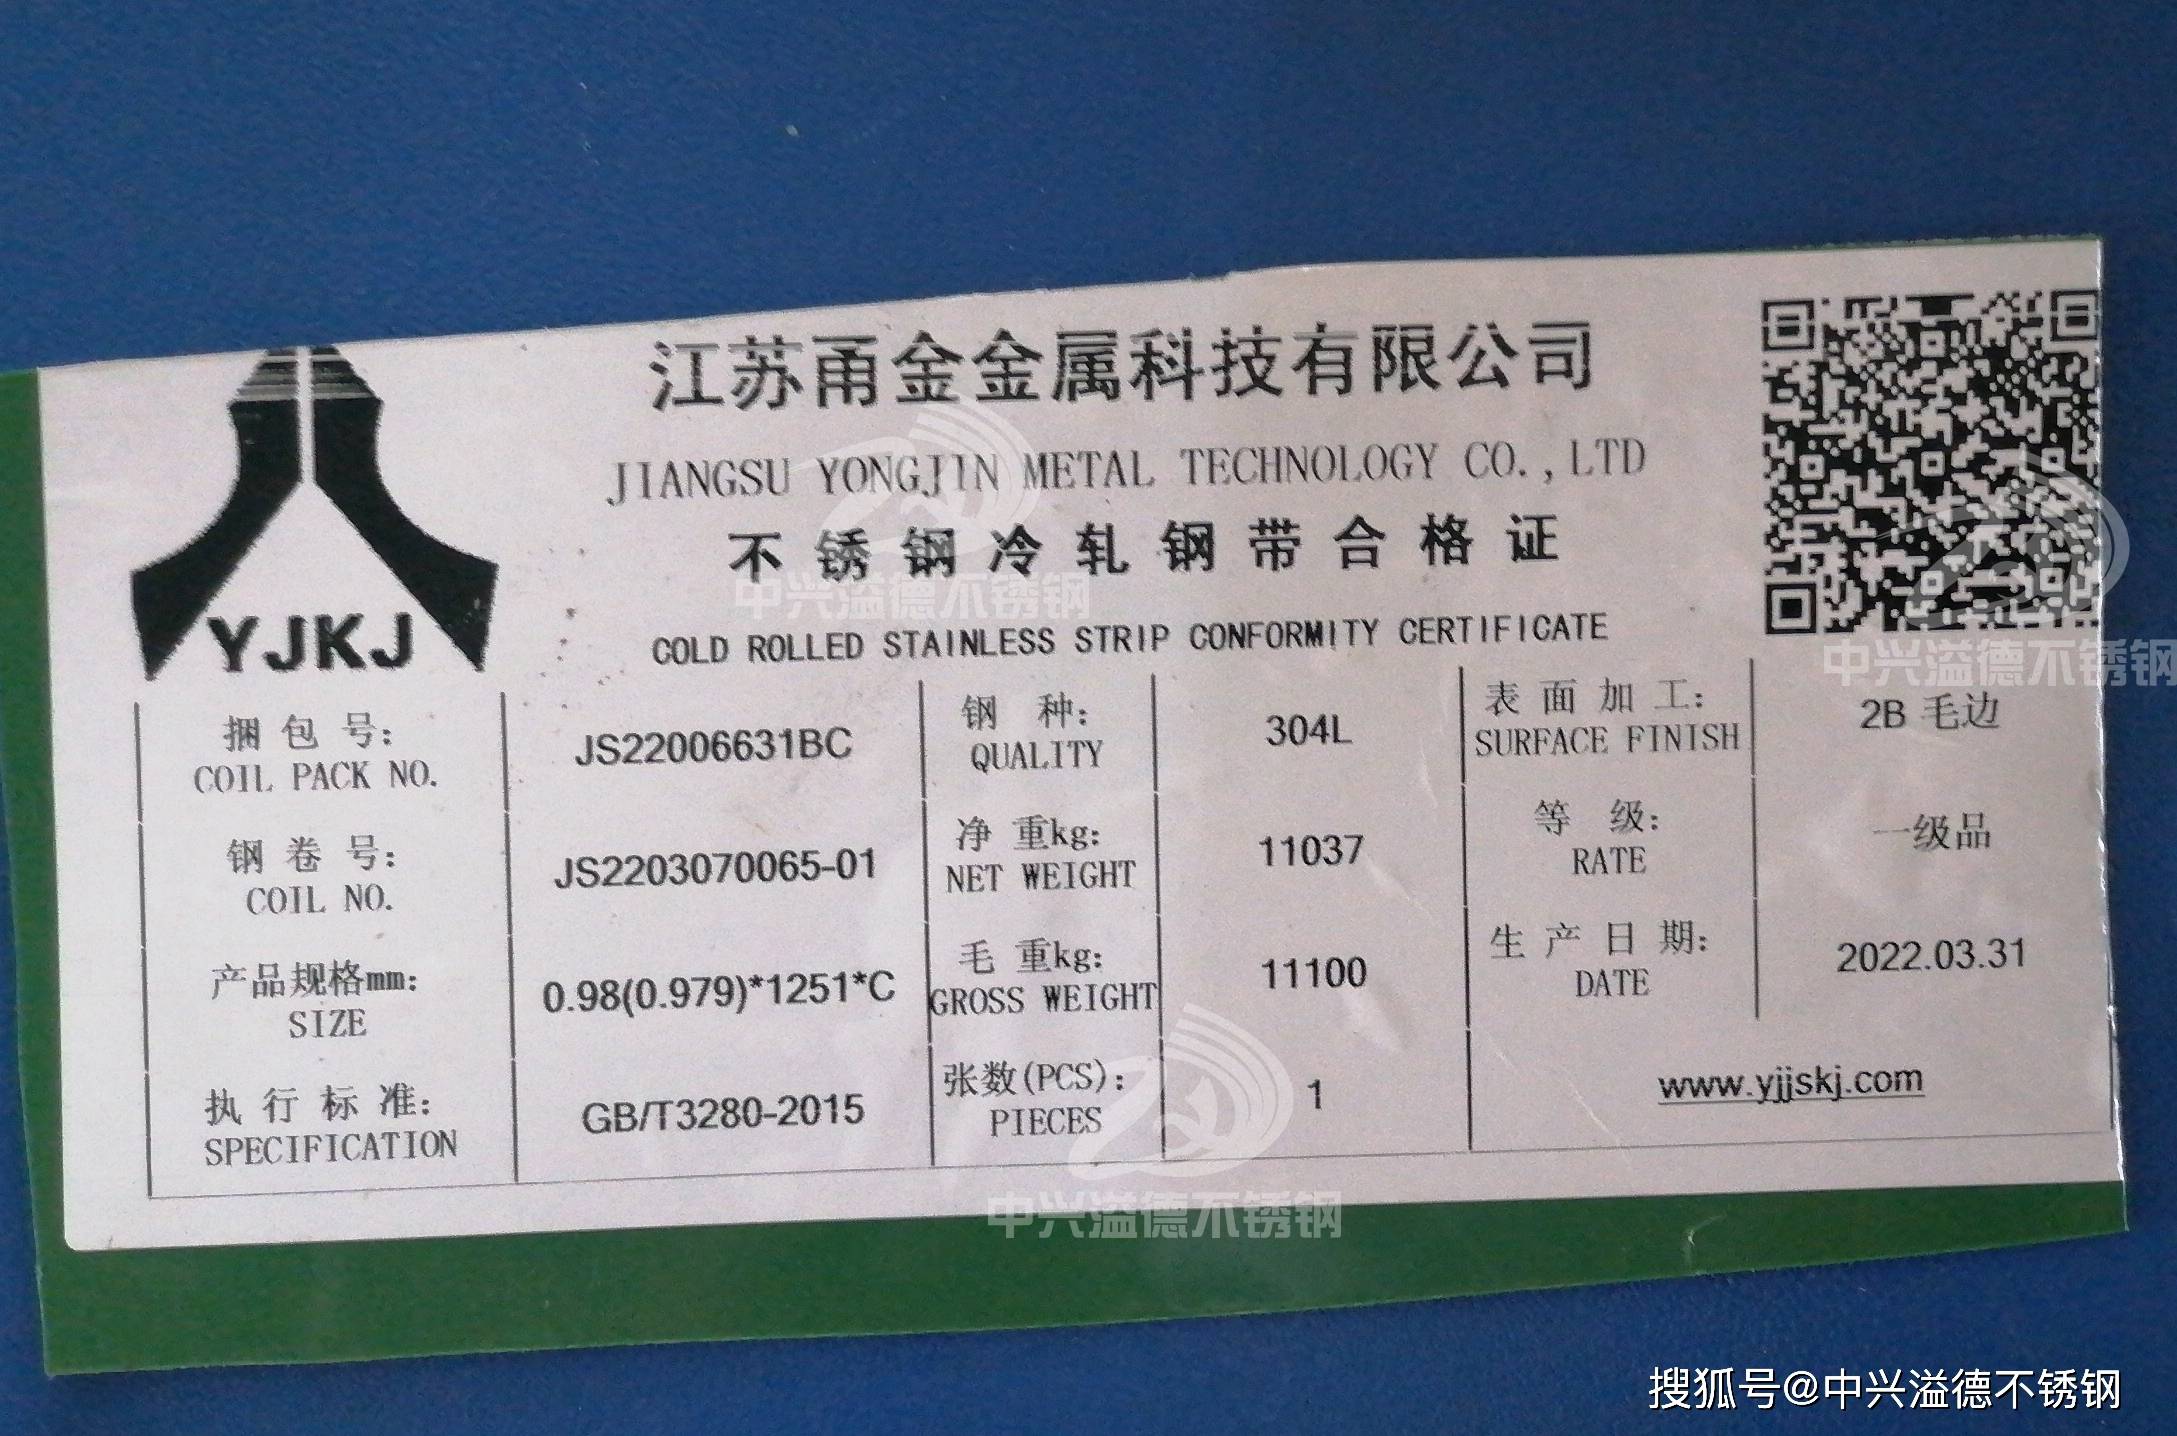 江苏甬金金属科技有限公司
JIANGSU YONGJIN METAL TECHNOLOGY CO.,LTD
不锈钢冷轧钢带合格证
COLD ROLLED STAINLESS STRIP CONFORMITY CERTIFICATE
YJKJ
捆包号: JS22006631BC 钢种: 304L 表面加工: 2B 毛边
COIL PACK NO. QUALITY SURFACE FINISH
钢卷号: JS2203070065-01 净重kg: 11037 等级: 一级品
COIL NO. NET WEIGHT RATE
产品规格mm: 0.98(0.979)*1251*C 毛重kg: 11100 生产日期: 2022.03.31
SIZE GROSS WEIGHT DATE
执行标准: GB/T3280-2015 张数(PCS): 1 www.yjjskj.com
SPECIFICATION PIECES
中兴溢德不锈钢
中兴溢德不锈钢
中兴溢德不锈钢
搜狐号@中兴溢德不锈钢